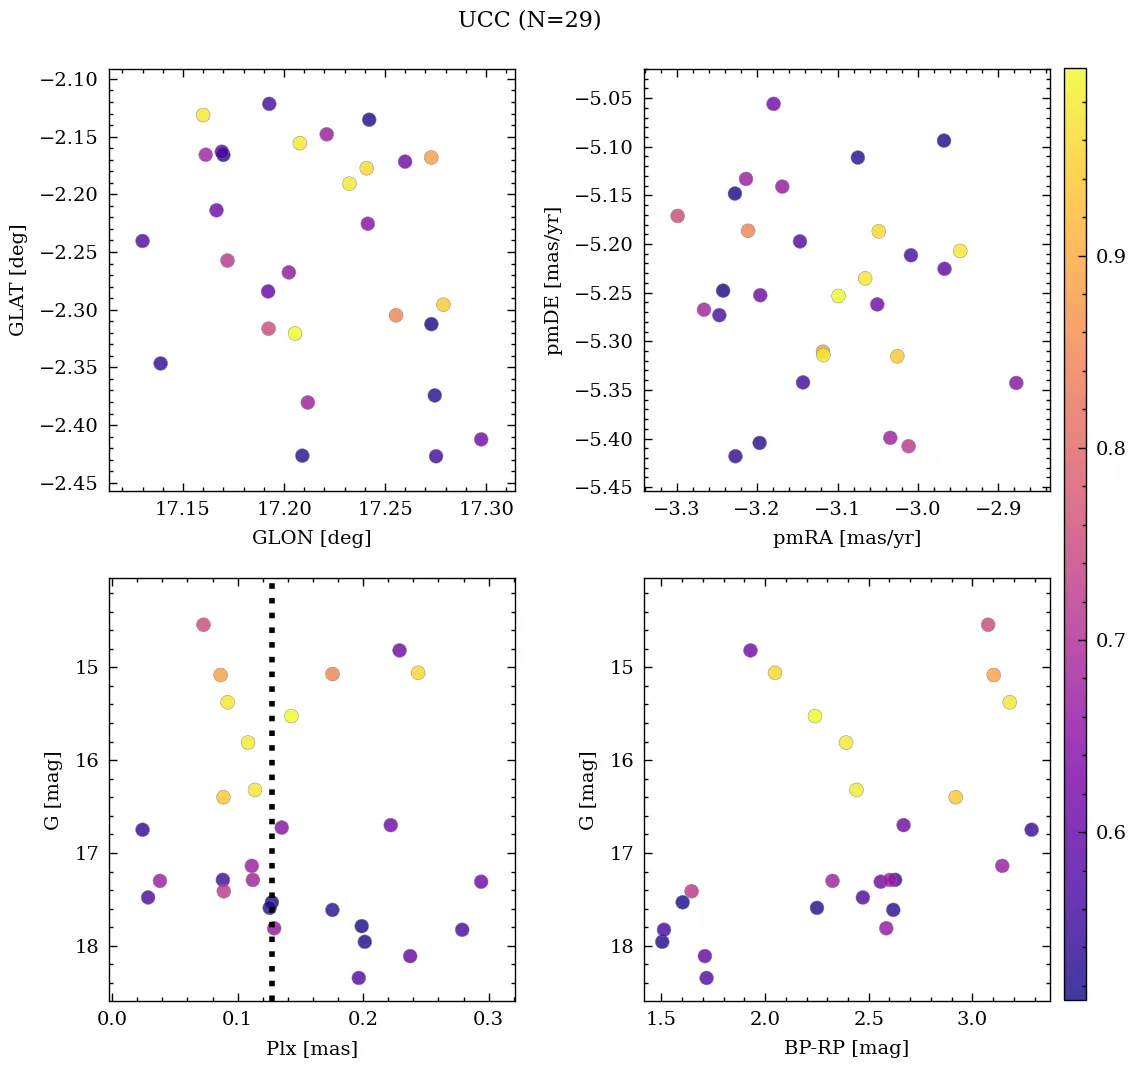 UCC (N=29)
−2.10
−2.15
−2.20
−2.25
−2.30
−2.35
−2.40
−2.45
GLAT [deg]
17.15 17.20 17.25 17.30
GLON [deg]
−5.05
−5.10
−5.15
−5.20
−5.25
−5.30
−5.35
−5.40
−5.45
pmDE [mas/yr]
−3.3 −3.2 −3.1 −3.0 −2.9
pmRA [mas/yr]
15
16
17
18
G [mag]
0.0 0.1 0.2 0.3
Plx [mas]
15
16
17
18
G [mag]
1.5 2.0 2.5 3.0
BP-RP [mag]
0.9
0.8
0.7
0.6